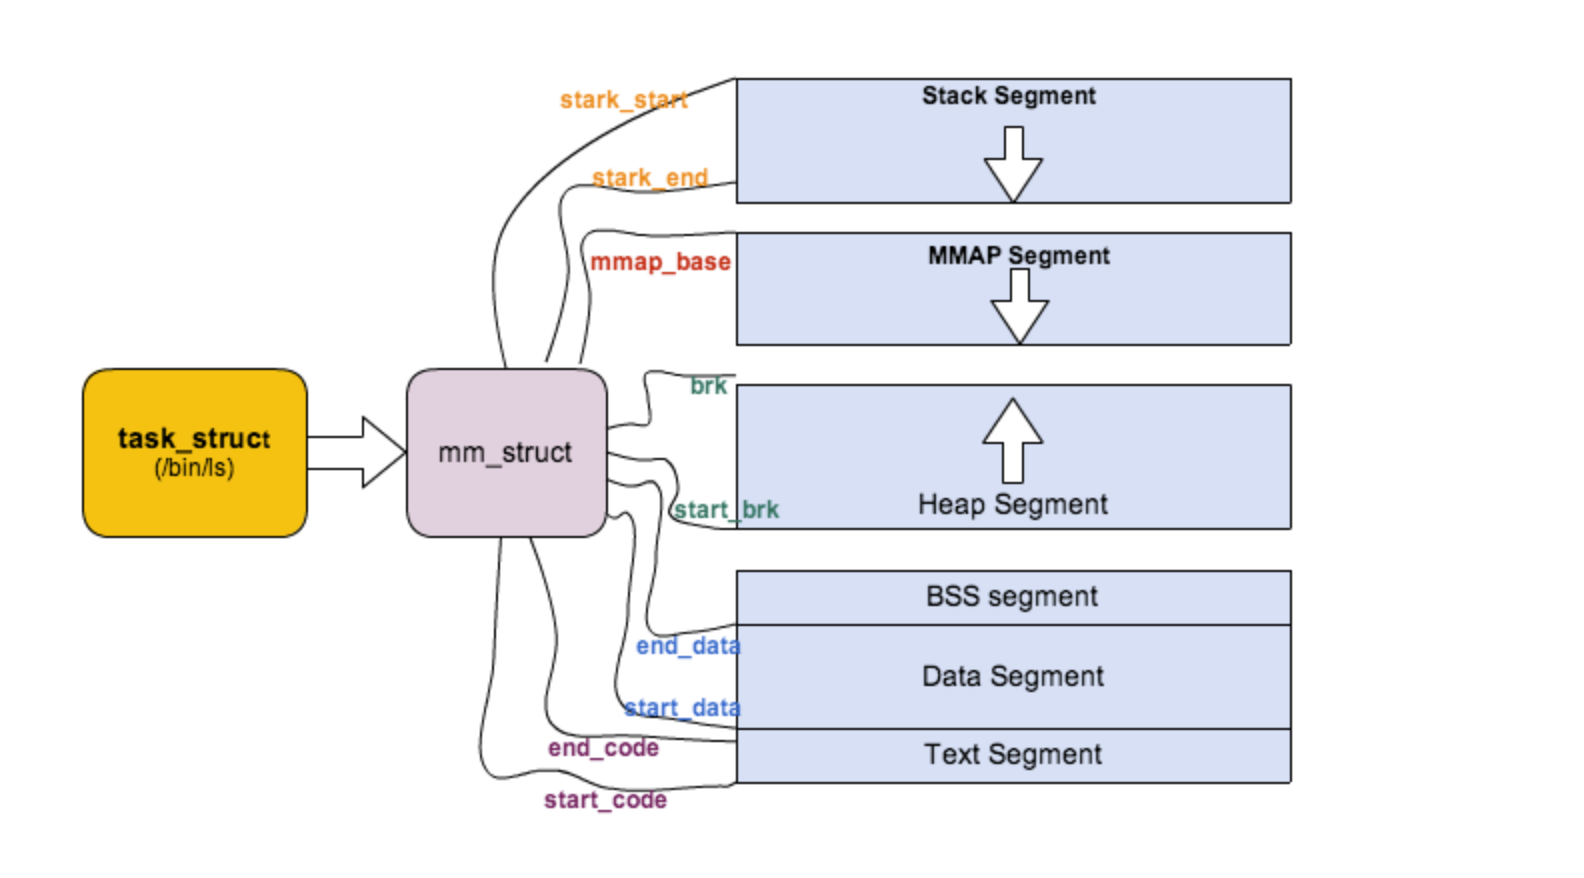 stark_start
Stack Segment
stark_end
mmap_base
MMAP Segment
brk
task_struct
(/bin/ls)
mm_struct
start_brk
Heap Segment
BSS segment
end_data
Data Segment
start_data
end_code
Text Segment
start_code